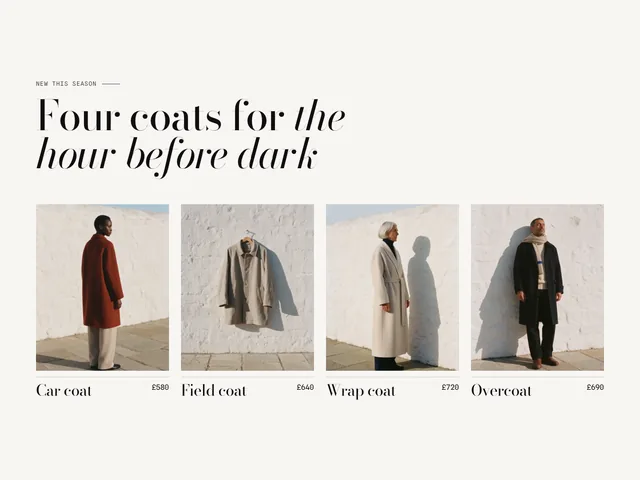 NEW THIS SEASON
Four coats for the
hour before dark
Car coat £580
Field coat £640
Wrap coat £720
Overcoat £690